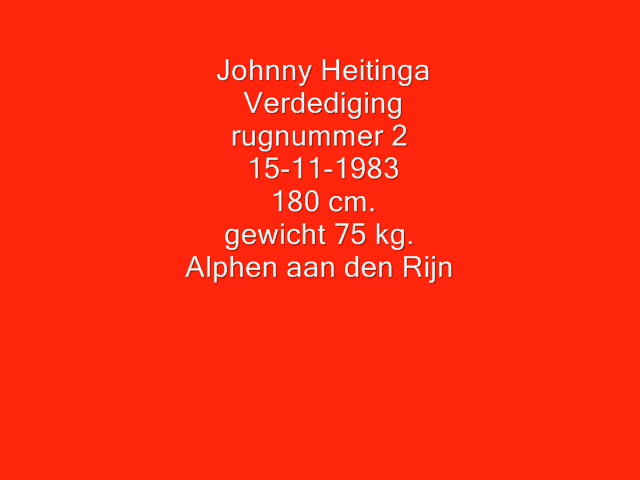 Johnny Heitinga
Verdediging
rugnummer 2
15-11-1983
180 cm.
gewicht 75 kg.
Alphen aan den Rijn